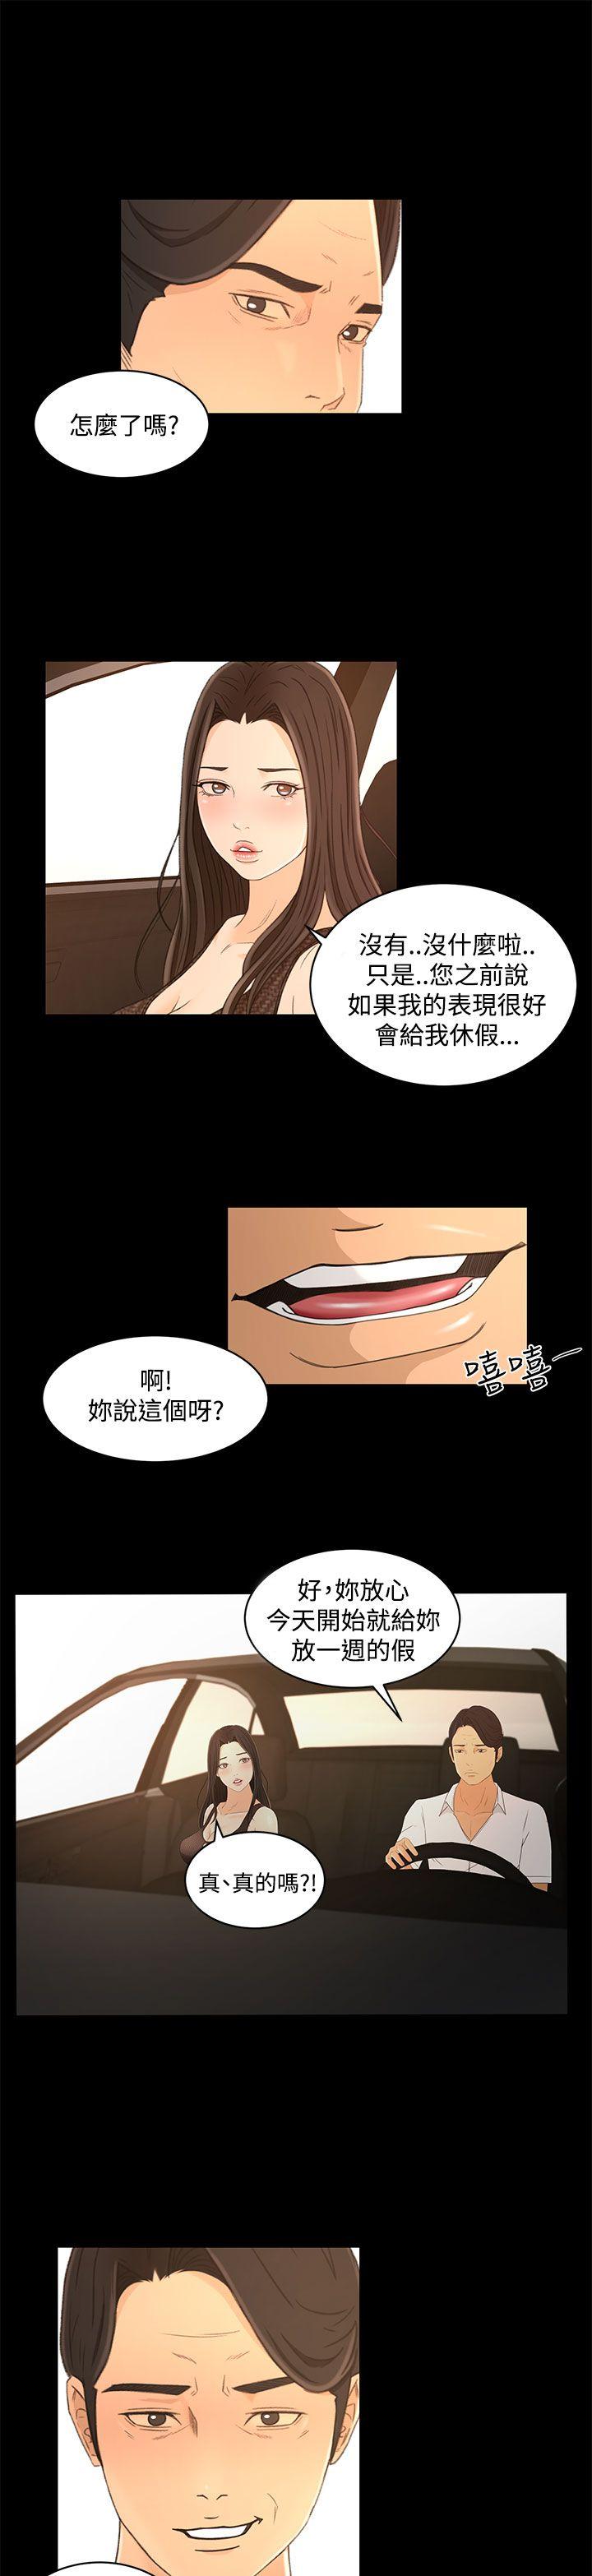 怎麼了嗎?
沒有..沒什麼啦..
只是..您之前說
如果我的表現很好
會給我休假...
嘻嘻
啊!
妳說這個呀?
好,妳放心
今天開始就給妳
放一週的假
真、真的嗎?!